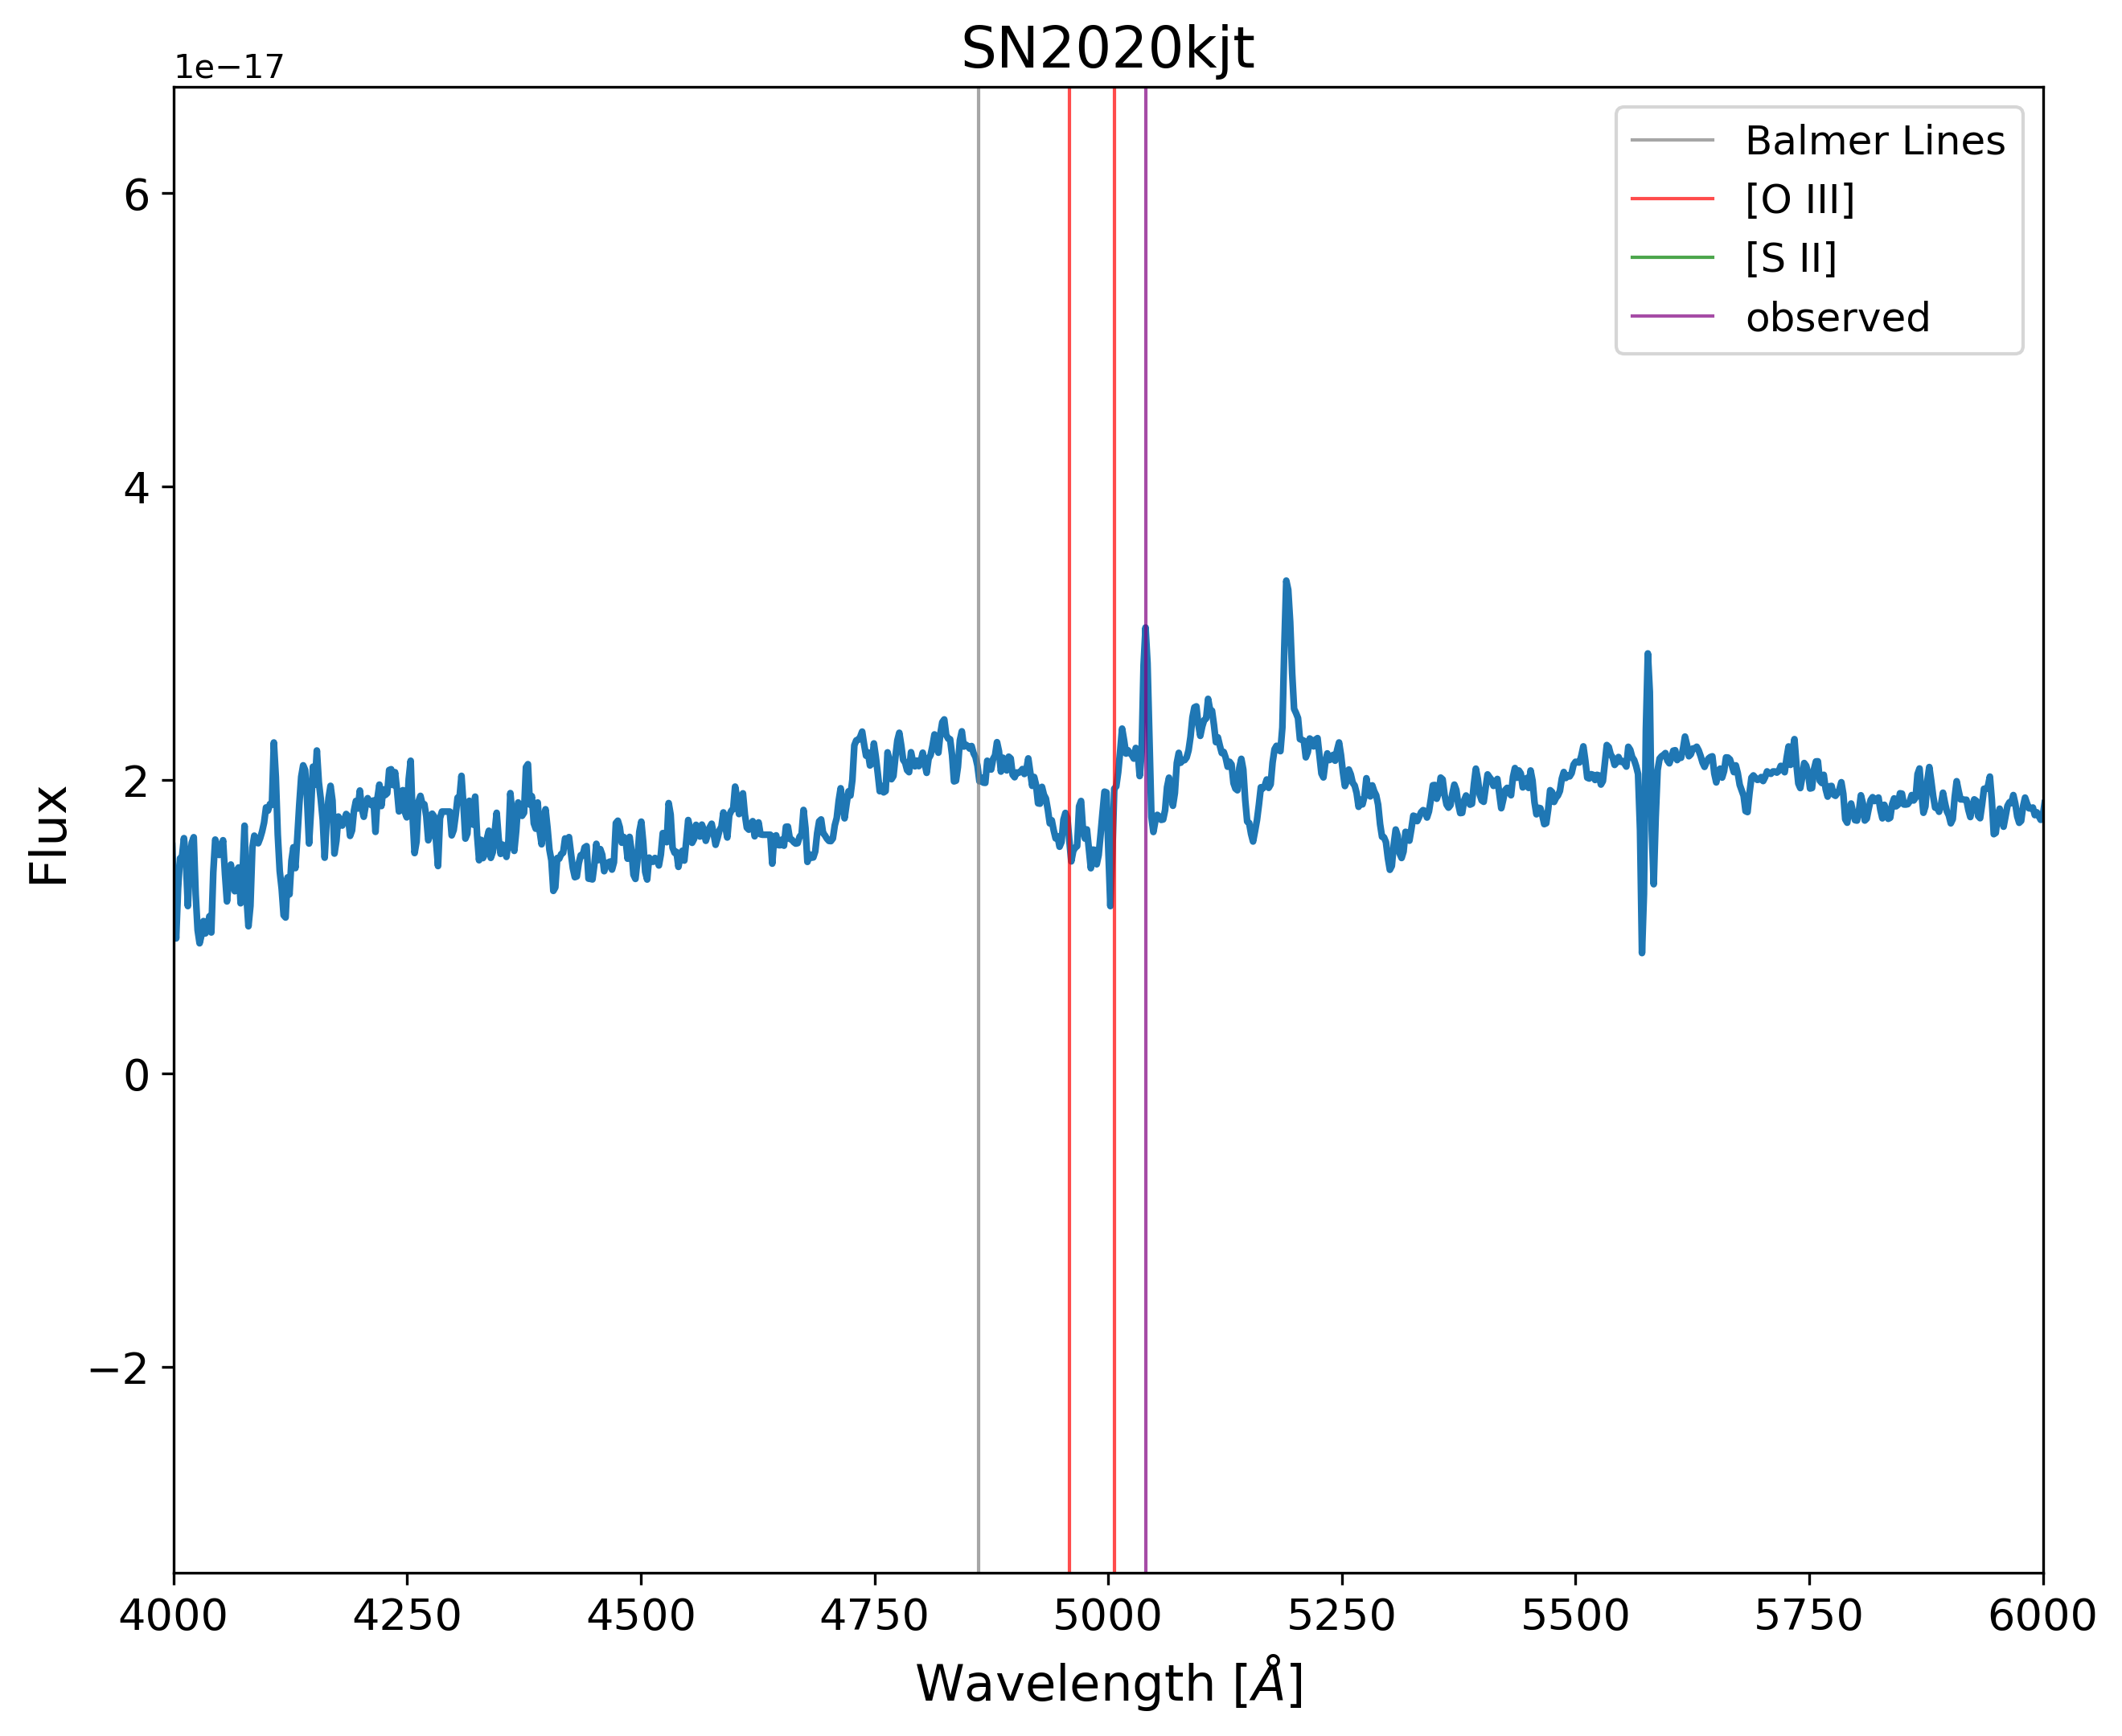 SN2020kjt
1e−17
Balmer Lines
[O III]
[S II]
observed
6
4
2
0
−2
Flux
4000 4250 4500 4750 5000 5250 5500 5750 6000
Wavelength [Å]